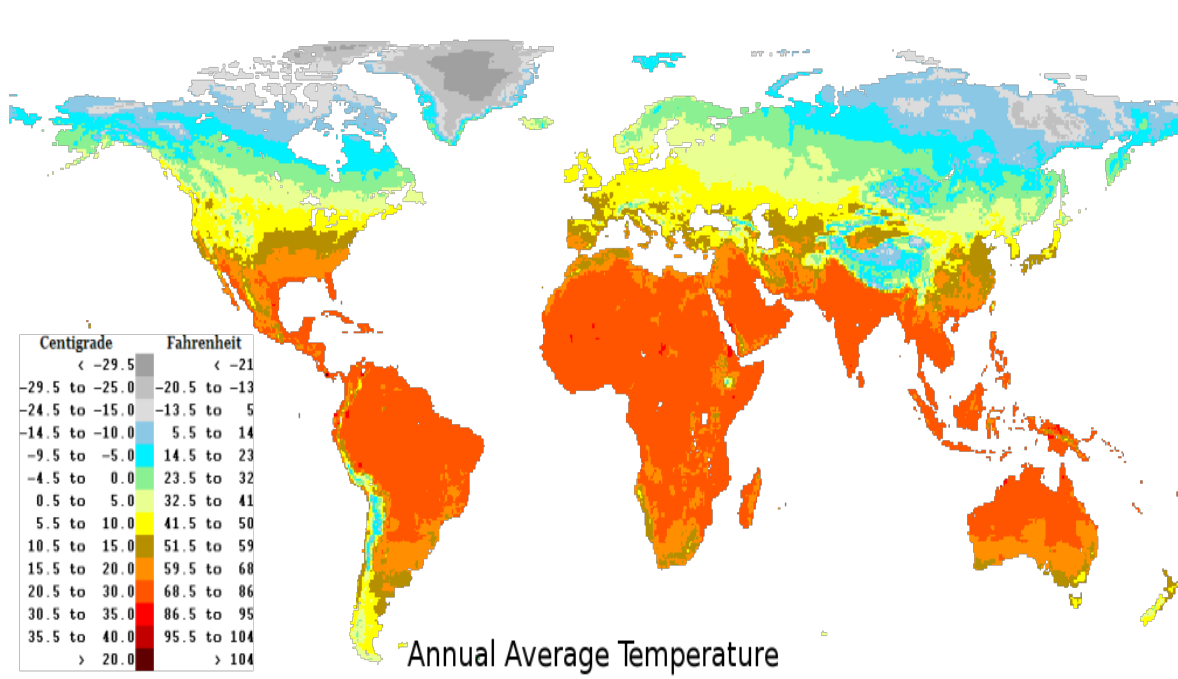 Centigrade Fahrenheit
< -29.5 < -21
-29.5 to -25.0 -20.5 to -13
-24.5 to -15.0 -13.5 to 5
-14.5 to -10.0 5.5 to 14
-9.5 to -5.0 14.5 to 23
-4.5 to 0.0 23.5 to 32
0.5 to 5.0 32.5 to 41
5.5 to 10.0 41.5 to 50
10.5 to 15.0 51.5 to 59
15.5 to 20.0 59.5 to 68
20.5 to 30.0 68.5 to 86
30.5 to 35.0 86.5 to 95
35.5 to 40.0 95.5 to 104
> 20.0 > 104
Annual Average Temperature